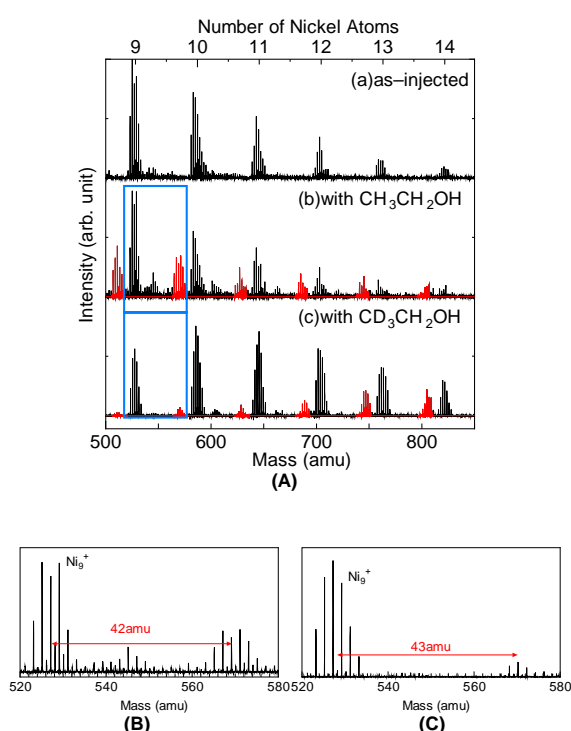 Number of Nickel Atoms
9 10 11 12 13 14
(a)as–injected
(b)with CH₃CH₂OH
(c)with CD₃CH₂OH
Intensity (arb. unit)
500 600 700 800
Mass (amu)
(A)
Ni₉⁺
42amu
520 540 560 580
Mass (amu)
(B)
Ni₉⁺
43amu
520 540 560 580
Mass (amu)
(C)